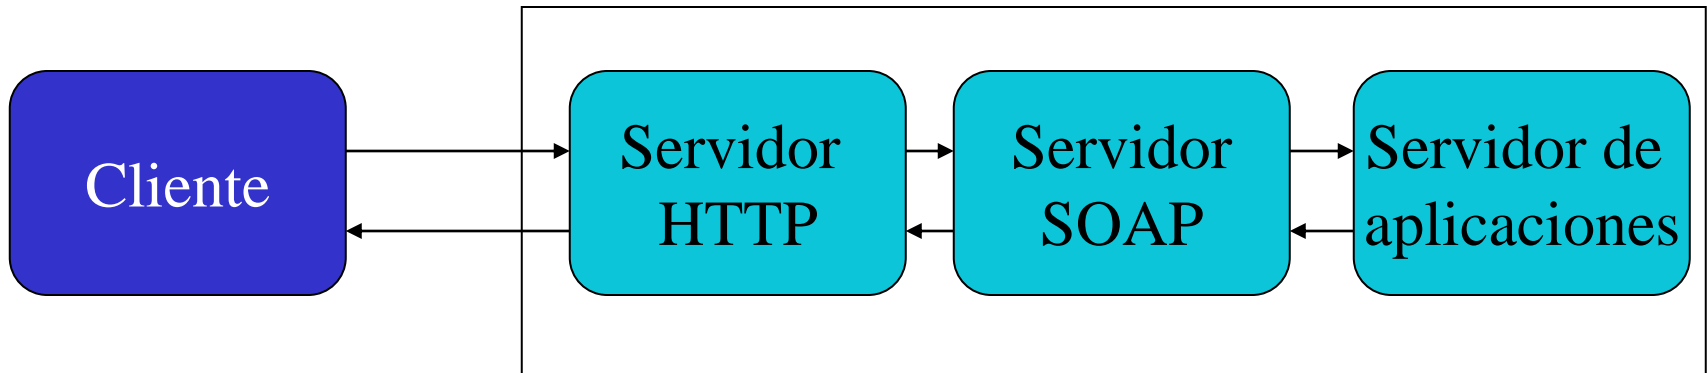 Cliente
Servidor
HTTP
Servidor
SOAP
Servidor de
aplicaciones